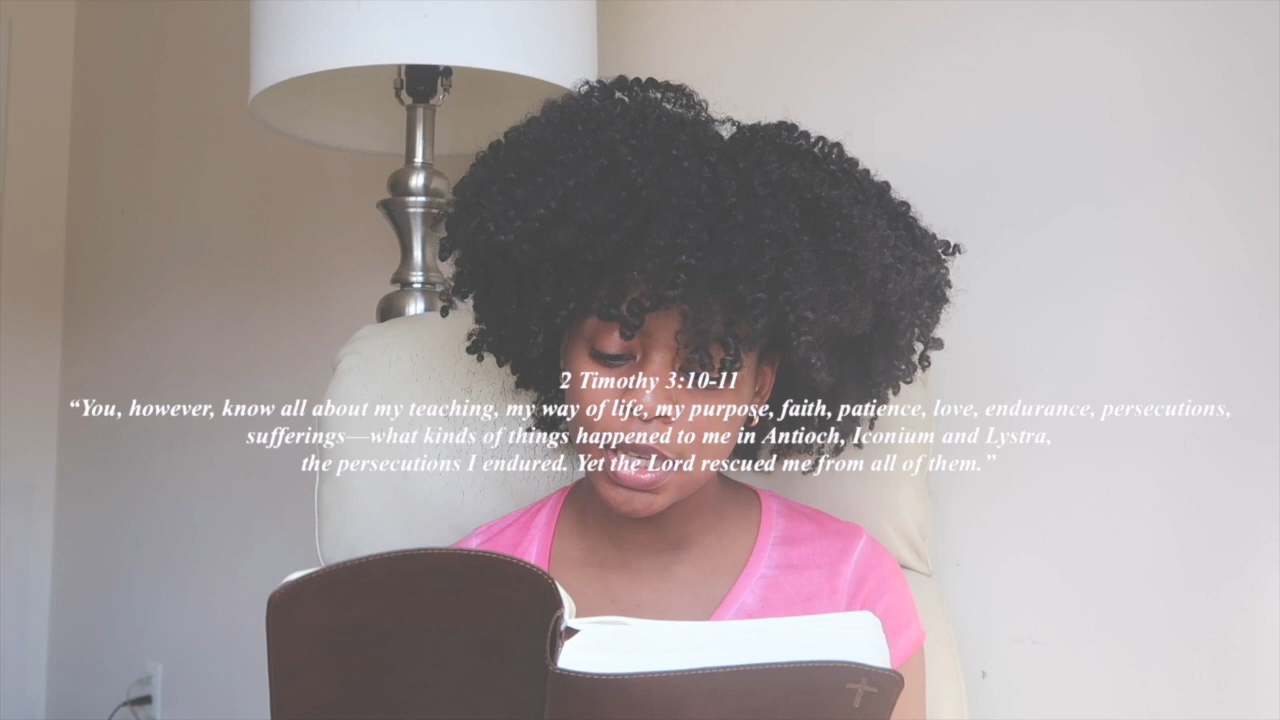 2 Timothy 3:10-11
“You, however, know all about my teaching, my way of life, my purpose, faith, patience, love, endurance, persecutions,
sufferings—what kinds of things happened to me in Antioch, Iconium and Lystra,
the persecutions I endured. Yet the Lord rescued me from all of them.”